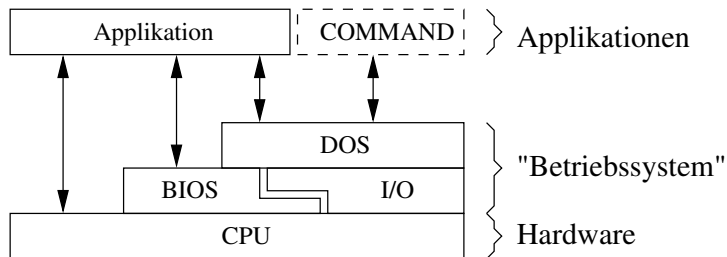 Applikation
COMMAND
Applikationen
DOS
BIOS
I/O
"Betriebssystem"
CPU
Hardware